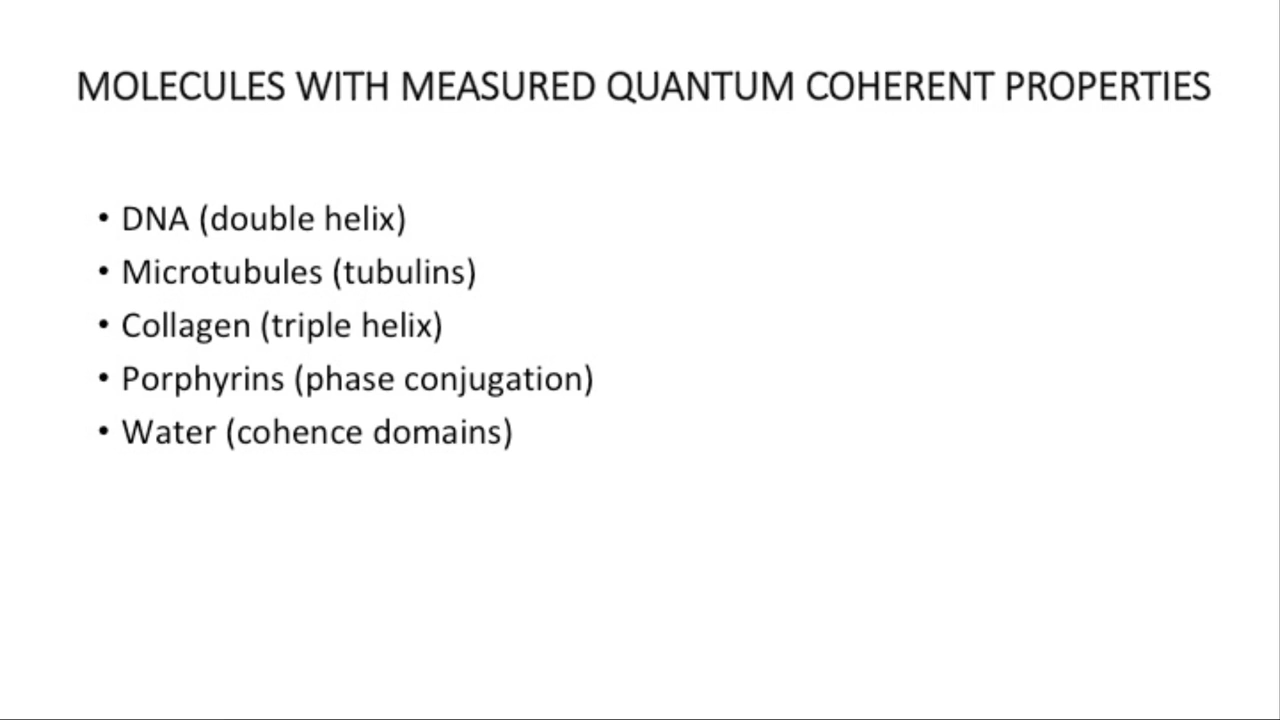 MOLECULES WITH MEASURED QUANTUM COHERENT PROPERTIES
• DNA (double helix)
• Microtubules (tubulins)
• Collagen (triple helix)
• Porphyrins (phase conjugation)
• Water (cohence domains)